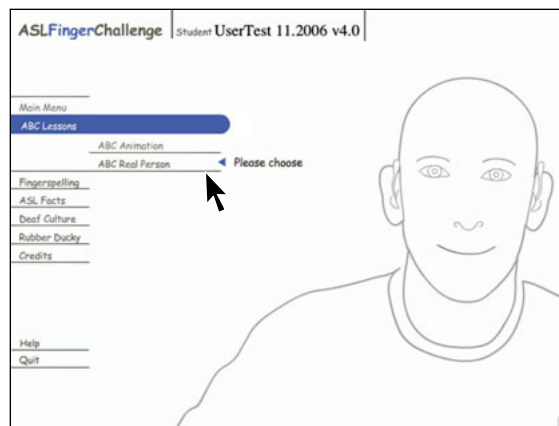 ASLFingerChallenge Student UserTest 11.2006 v4.0
Main Menu
ABC Lessons
ABC Animation
ABC Real Person Please choose
Fingerspelling
ASL Facts
Deaf Culture
Rubber Ducky
Credits
Help
Quit